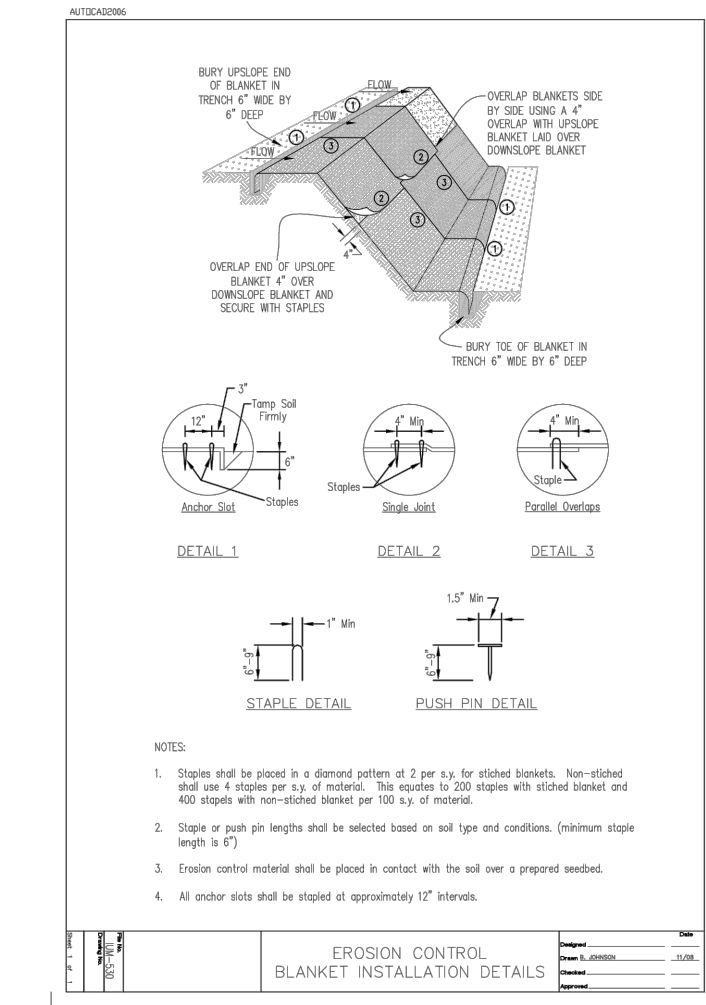 AUTOCAD2006
BURY UPSLOPE END
OF BLANKET IN
TRENCH 6" WIDE BY
6" DEEP
FLOW
FLOW
FLOW
1
1
1
3
2
3
2
3
1
1
OVERLAP BLANKETS SIDE
BY SIDE USING A 4"
OVERLAP WITH UPSLOPE
BLANKET LAID OVER
DOWNSLOPE BLANKET
4"
OVERLAP END OF UPSLOPE
BLANKET 4" OVER
DOWNSLOPE BLANKET AND
SECURE WITH STAPLES
BURY TOE OF BLANKET IN
TRENCH 6" WIDE BY 6" DEEP
3"
12"
Tamp Soil
Firmly
6"
Staples
Anchor Slot
DETAIL 1
4" Min
Staples
Single Joint
DETAIL 2
4" Min
Staple
Parallel Overlaps
DETAIL 3
1" Min
6"-9"
STAPLE DETAIL
1.5" Min
6"-9"
PUSH PIN DETAIL
NOTES:
1. Staples shall be placed in a diamond pattern at 2 per s.y. for stiched blankets. Non-stiched
shall use 4 staples per s.y. of material. This equates to 200 staples with stiched blanket and
400 stapels with non-stiched blanket per 100 s.y. of material.
2. Staple or push pin lengths shall be selected based on soil type and conditions. (minimum staple
length is 6")
3. Erosion control material shall be placed in contact with the soil over a prepared seedbed.
4. All anchor slots shall be stapled at approximately 12" intervals.
File No.
IUM-530
Drawing No.
Sheet 1 of 1
EROSION CONTROL
BLANKET INSTALLATION DETAILS
Date
Designed
Drawn B. JOHNSON 11/08
Checked
Approved